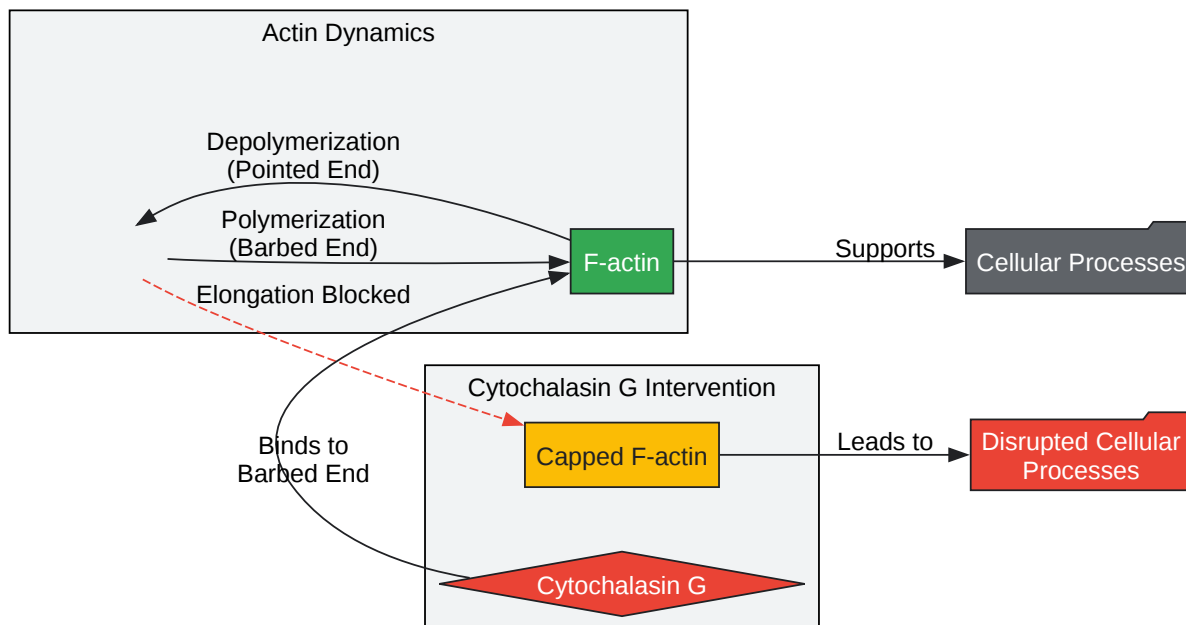 Actin Dynamics
Depolymerization
(Pointed End)
Polymerization
(Barbed End)
F-actin
Supports
Cellular Processes
Elongation Blocked
Cytochalasin G Intervention
Binds to
Barbed End
Capped F-actin
Leads to
Disrupted Cellular
Processes
Cytochalasin G